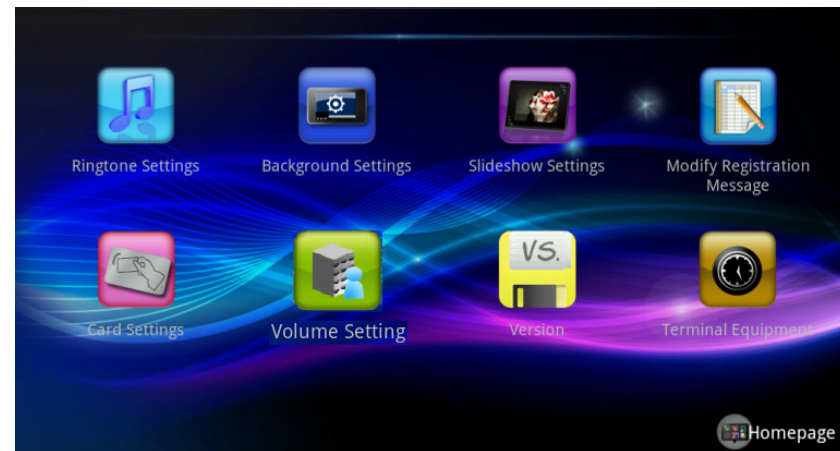 Ringtone Settings
Background Settings
Slideshow Settings
Modify Registration
Message
VS.
Card Settings
Volume Setting
Version
Terminal Equipment
Homepage